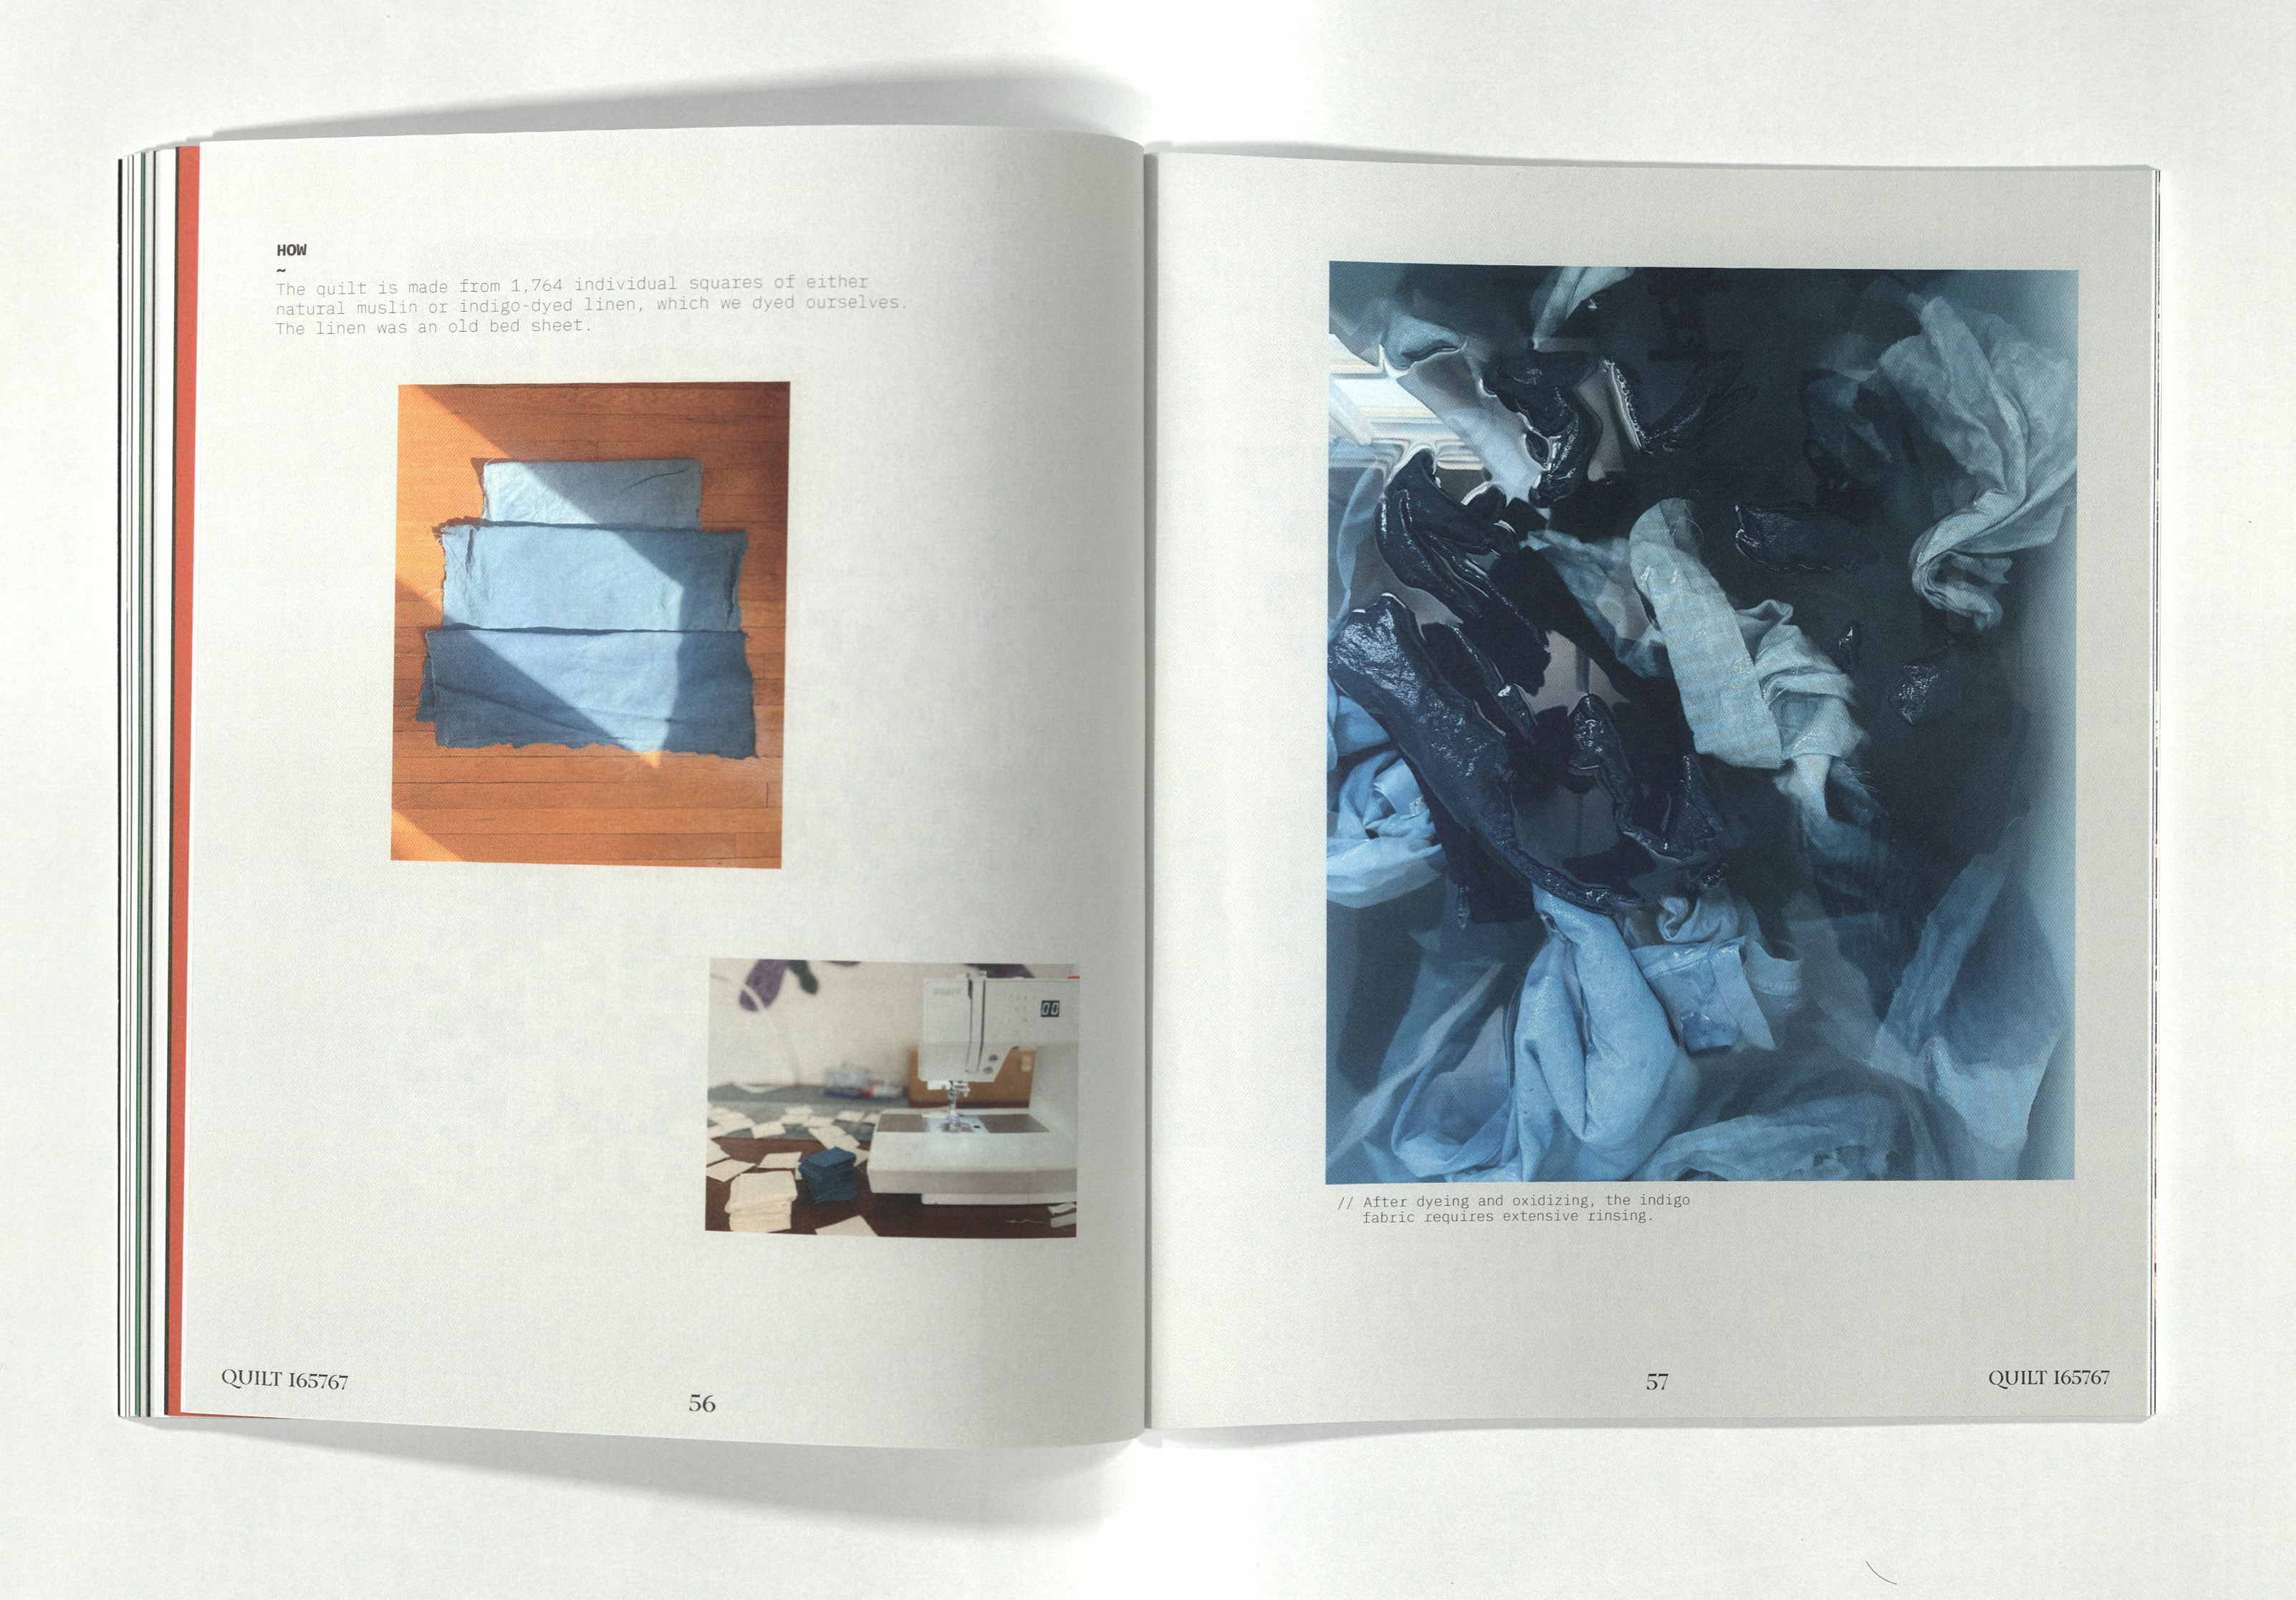 HOW
~
The quilt is made from 1,764 individual squares of either
natural muslin or indigo-dyed linen, which we dyed ourselves.
The linen was an old bed sheet.
00
QUILT 165767
56
// After dyeing and oxidizing, the indigo
fabric requires extensive rinsing.
57
QUILT 165767